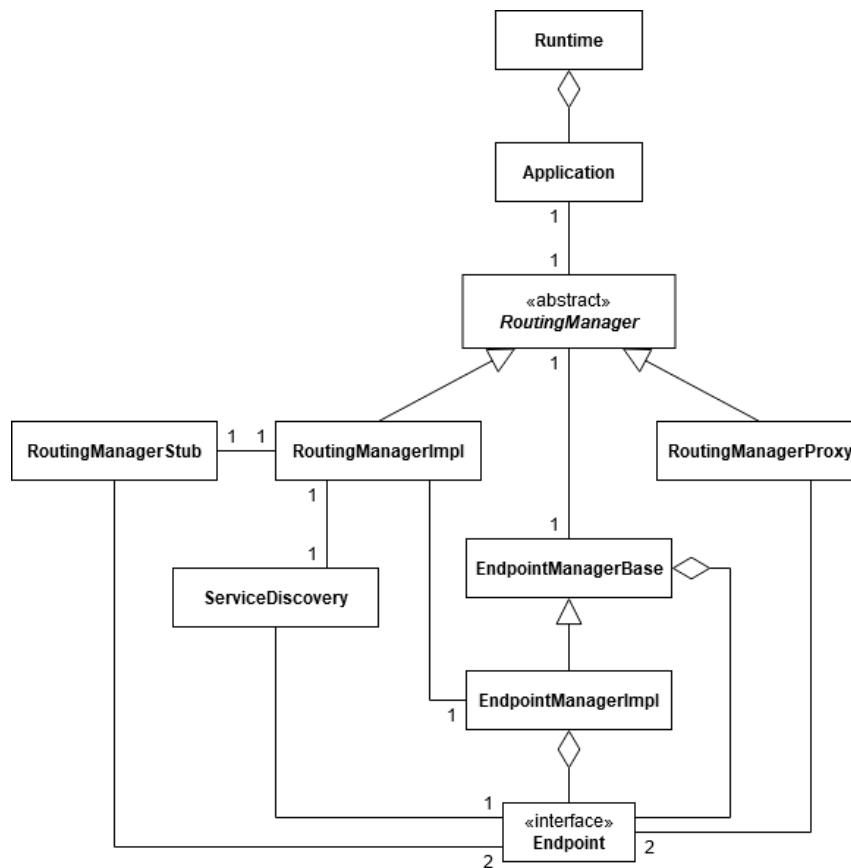 Runtime
Application
1
1
«abstract»
RoutingManager
1
RoutingManagerStub
1
1
RoutingManagerImpl
RoutingManagerProxy
1
1
1
EndpointManagerBase
ServiceDiscovery
EndpointManagerImpl
1
1
«interface»
Endpoint
2
2